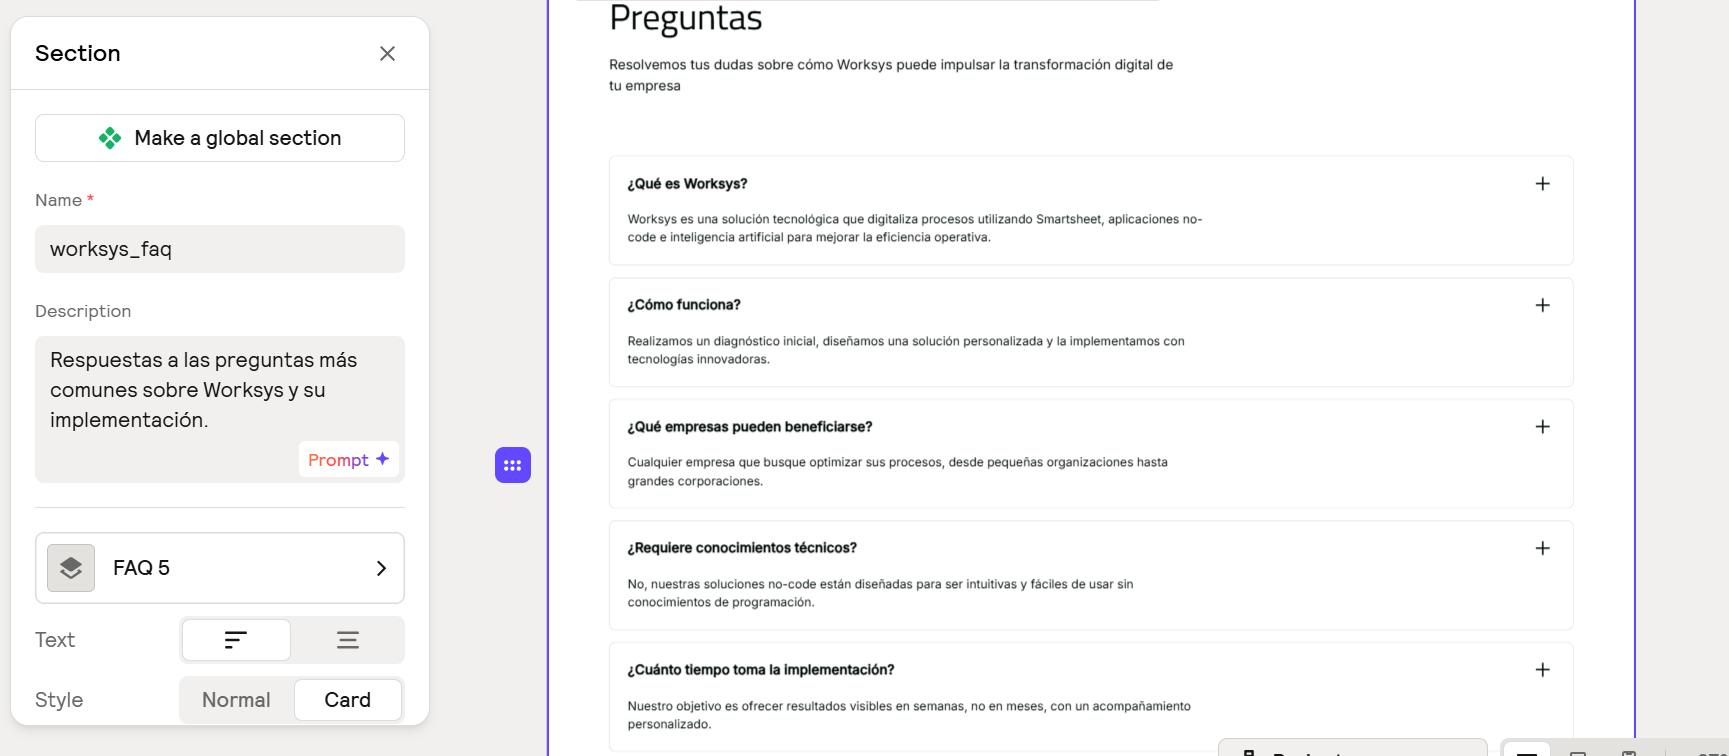 Section
Make a global section
Name *
worksys_faq
Description
Respuestas a las preguntas más
comunes sobre Worksys y su
implementación.
Prompt
FAQ 5
Text
Style
Normal
Card
Preguntas
Resolvemos tus dudas sobre cómo Worksys puede impulsar la transformación digital de
tu empresa
¿Qué es Worksys?
Worksys es una solución tecnológica que digitaliza procesos utilizando Smartsheet, aplicaciones no-
code e inteligencia artificial para mejorar la eficiencia operativa.
¿Cómo funciona?
Realizamos un diagnóstico inicial, diseñamos una solución personalizada y la implementamos con
tecnologías innovadoras.
¿Qué empresas pueden beneficiarse?
Cualquier empresa que busque optimizar sus procesos, desde pequeñas organizaciones hasta
grandes corporaciones.
¿Requiere conocimientos técnicos?
No, nuestras soluciones no-code están diseñadas para ser intuitivas y fáciles de usar sin
conocimientos de programación.
¿Cuánto tiempo toma la implementación?
Nuestro objetivo es ofrecer resultados visibles en semanas, no en meses, con un acompañamiento
personalizado.